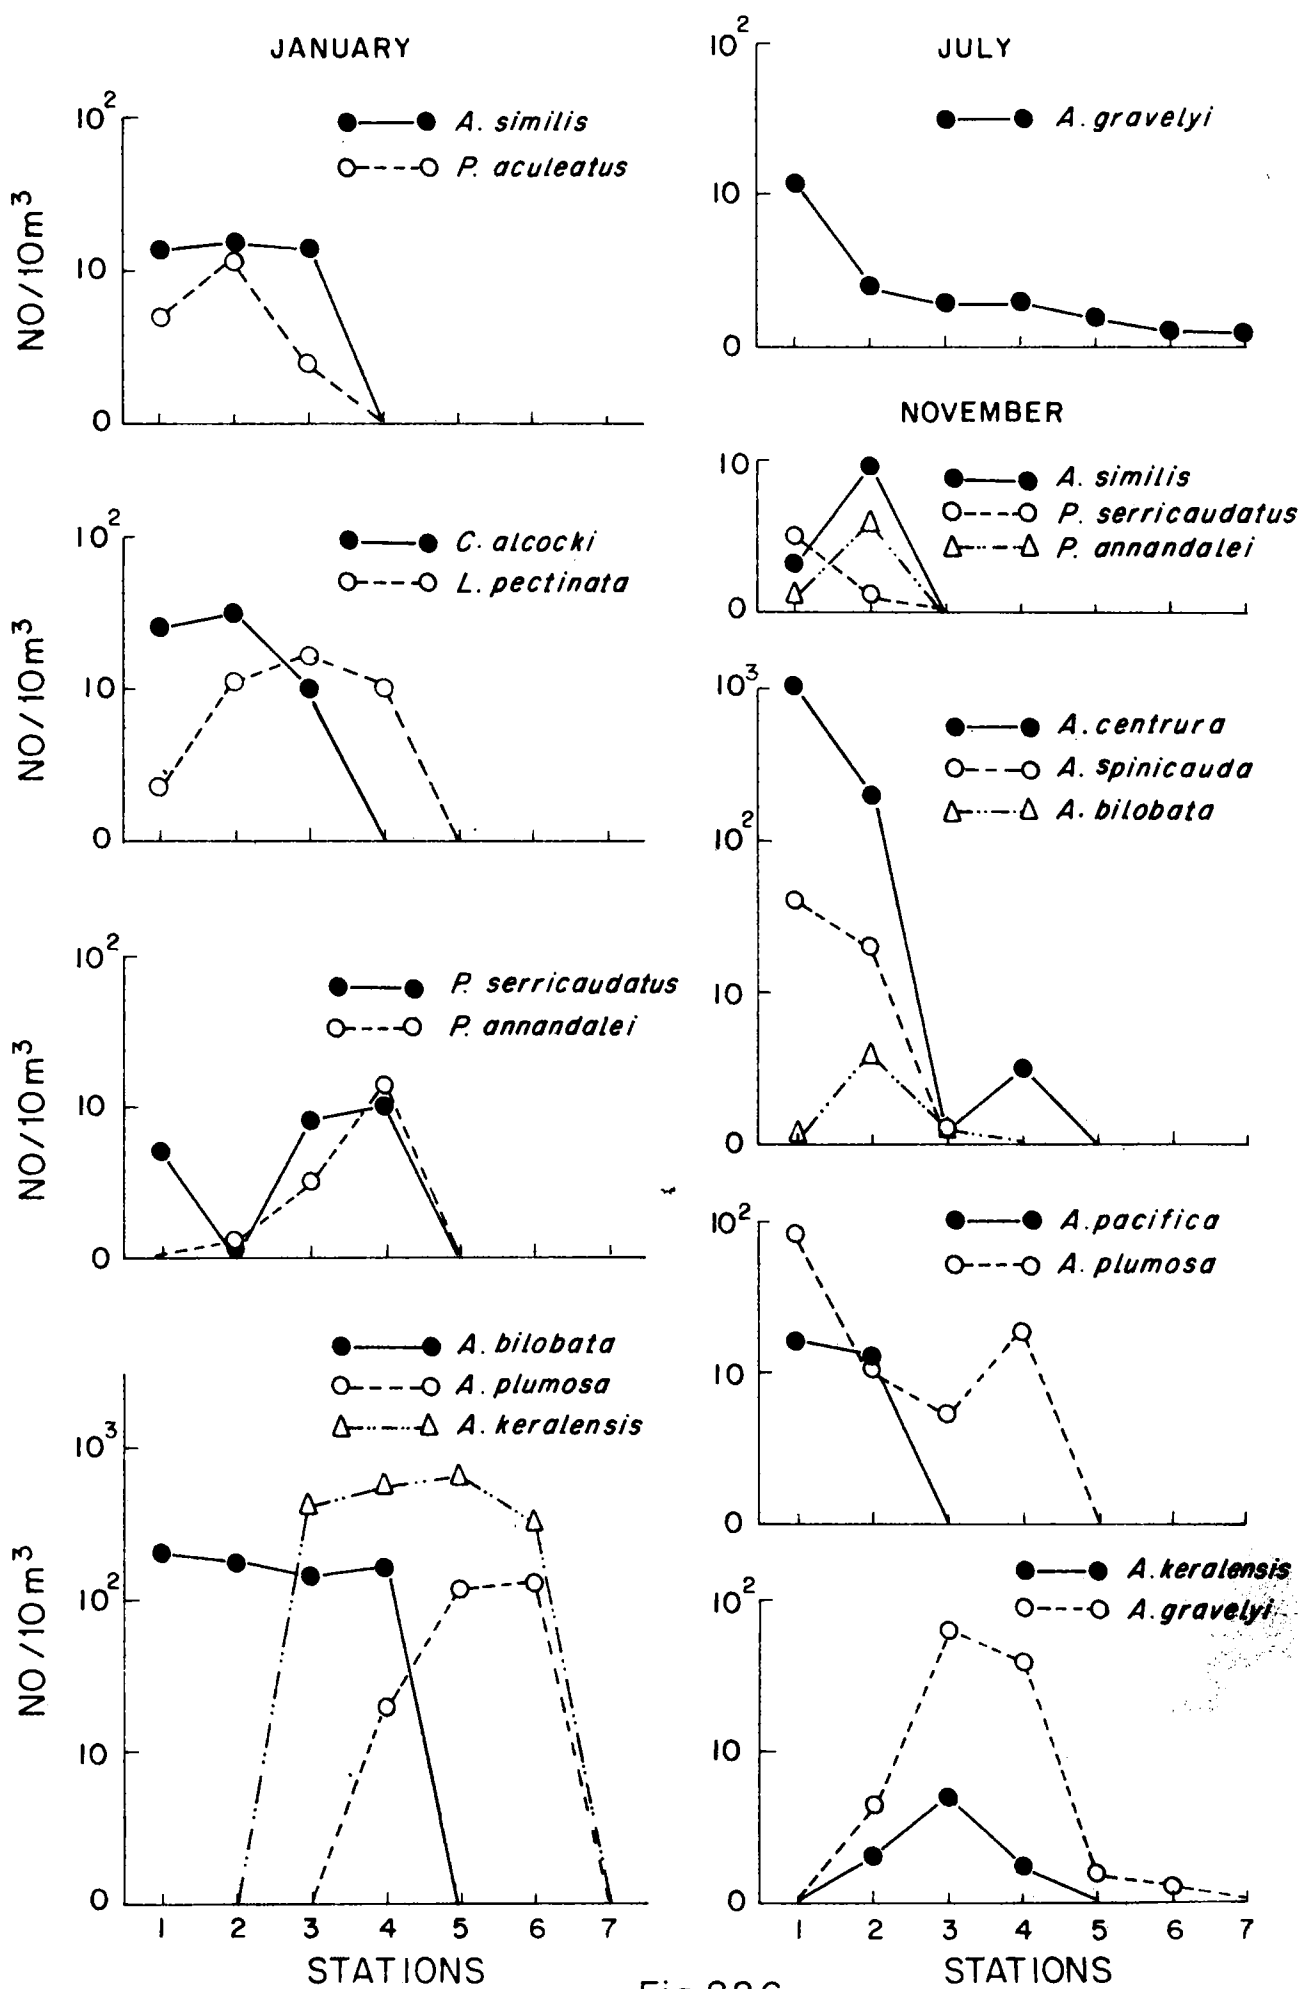 JANUARY
10²
A. similis
P. aculeatus
10
0
NO/10m³
10²
C. alcocki
L. pectinata
10
0
NO/10m³
10²
P. serricaudatus
P. annandalei
10
0
NO/10m³
A. bilobata
A. plumosa
A. keralensis
10³
10²
10
0
NO/10m³
1 2 3 4 5 6 7
STATIONS
JULY
10²
A. gravelyi
10
0
NOVEMBER
10
A. similis
P. serricaudatus
P. annandalei
0
10³
A. centrura
A. spinicauda
A. bilobata
10²
10
0
10²
A. pacifica
A. plumosa
10
0
A. keralensis
10²
A. gravelyi
10
0
1 2 3 4 5 6 7
STATIONS